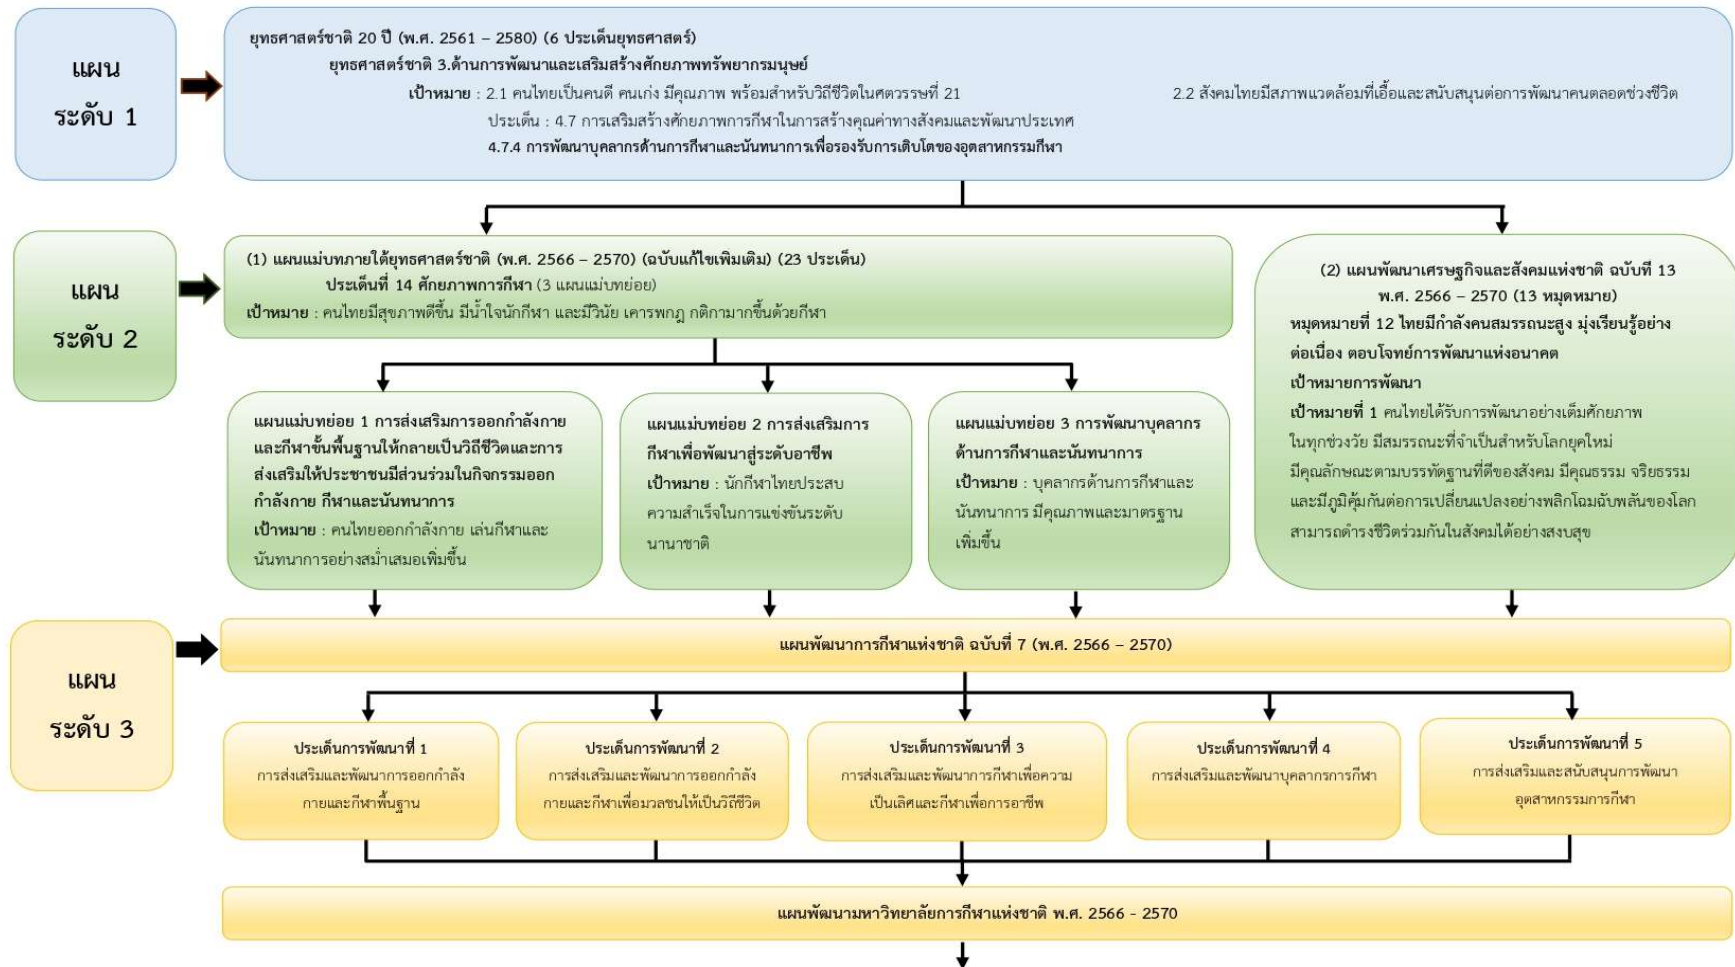 แผน
ระดับ 1
ยุทธศาสตร์ชาติ 20 ปี (พ.ศ. 2561 – 2580) (6 ประเด็นยุทธศาสตร์)
ยุทธศาสตร์ชาติ 3.ด้านการพัฒนาและเสริมสร้างศักยภาพทรัพยากรมนุษย์
เป้าหมาย : 2.1 คนไทยเป็นคนดี คนเก่ง มีคุณภาพ พร้อมสำหรับวิถีชีวิตในศตวรรษที่ 21 2.2 สังคมไทยมีสภาพแวดล้อมที่เอื้อและสนับสนุนต่อการพัฒนาคนตลอดช่วงชีวิต
ประเด็น : 4.7 การเสริมสร้างศักยภาพการกีฬาในการสร้างคุณค่าทางสังคมและพัฒนาประเทศ
4.7.4 การพัฒนาบุคลากรด้านการกีฬาและนันทนาการเพื่อรองรับการเติบโตของอุตสาหกรรมกีฬา
แผน
ระดับ 2
(1) แผนแม่บทภายใต้ยุทธศาสตร์ชาติ (พ.ศ. 2566 – 2570) (ฉบับแก้ไขเพิ่มเติม) (23 ประเด็น)
ประเด็นที่ 14 ศักยภาพการกีฬา (3 แผนแม่บทย่อย)
เป้าหมาย : คนไทยมีสุขภาพดีขึ้น มีน้ำใจนักกีฬา และมีวินัย เคารพกฎ กติกามากขึ้นด้วยกีฬา
(2) แผนพัฒนาเศรษฐกิจและสังคมแห่งชาติ ฉบับที่ 13
พ.ศ. 2566 – 2570 (13 หมุดหมาย)
หมุดหมายที่ 12 ไทยมีกำลังคนสมรรถนะสูง มุ่งเรียนรู้อย่าง
ต่อเนื่อง ตอบโจทย์การพัฒนาแห่งอนาคต
เป้าหมายการพัฒนา
เป้าหมายที่ 1 คนไทยได้รับการพัฒนาอย่างเต็มศักยภาพ
ในทุกช่วงวัย มีสมรรถนะที่จำเป็นสำหรับโลกยุคใหม่
มีคุณลักษณะตามบรรทัดฐานที่ดีของสังคม มีคุณธรรม จริยธรรม
และมีภูมิคุ้มกันต่อการเปลี่ยนแปลงอย่างพลิกโฉมฉับพลันของโลก
สามารถดำรงชีวิตร่วมกันในสังคมได้อย่างสงบสุข
แผนแม่บทย่อย 1 การส่งเสริมการออกกำลังกาย
และกีฬาขั้นพื้นฐานให้กลายเป็นวิถีชีวิตและการ
ส่งเสริมให้ประชาชนมีส่วนร่วมในกิจกรรมออก
กำลังกาย กีฬาและนันทนาการ
เป้าหมาย : คนไทยออกกำลังกาย เล่นกีฬาและ
นันทนาการอย่างสม่ำเสมอเพิ่มขึ้น
แผนแม่บทย่อย 2 การส่งเสริมการ
กีฬาเพื่อพัฒนาสู่ระดับอาชีพ
เป้าหมาย : นักกีฬาไทยประสบ
ความสำเร็จในการแข่งขันระดับ
นานาชาติ
แผนแม่บทย่อย 3 การพัฒนาบุคลากร
ด้านการกีฬาและนันทนาการ
เป้าหมาย : บุคลากรด้านการกีฬาและ
นันทนาการ มีคุณภาพและมาตรฐาน
เพิ่มขึ้น
แผน
ระดับ 3
แผนพัฒนาการกีฬาแห่งชาติ ฉบับที่ 7 (พ.ศ. 2566 – 2570)
ประเด็นการพัฒนาที่ 1
การส่งเสริมและพัฒนาการออกกำลัง
กายและกีฬาพื้นฐาน
ประเด็นการพัฒนาที่ 2
การส่งเสริมและพัฒนาการออกกำลัง
กายและกีฬาเพื่อมวลชนให้เป็นวิถีชีวิต
ประเด็นการพัฒนาที่ 3
การส่งเสริมและพัฒนาการกีฬาเพื่อความ
เป็นเลิศและกีฬาเพื่อการอาชีพ
ประเด็นการพัฒนาที่ 4
การส่งเสริมและพัฒนาบุคลากรการกีฬา
ประเด็นการพัฒนาที่ 5
การส่งเสริมและสนับสนุนการพัฒนา
อุตสาหกรรมการกีฬา
แผนพัฒนามหาวิทยาลัยการกีฬาแห่งชาติ พ.ศ. 2566 - 2570